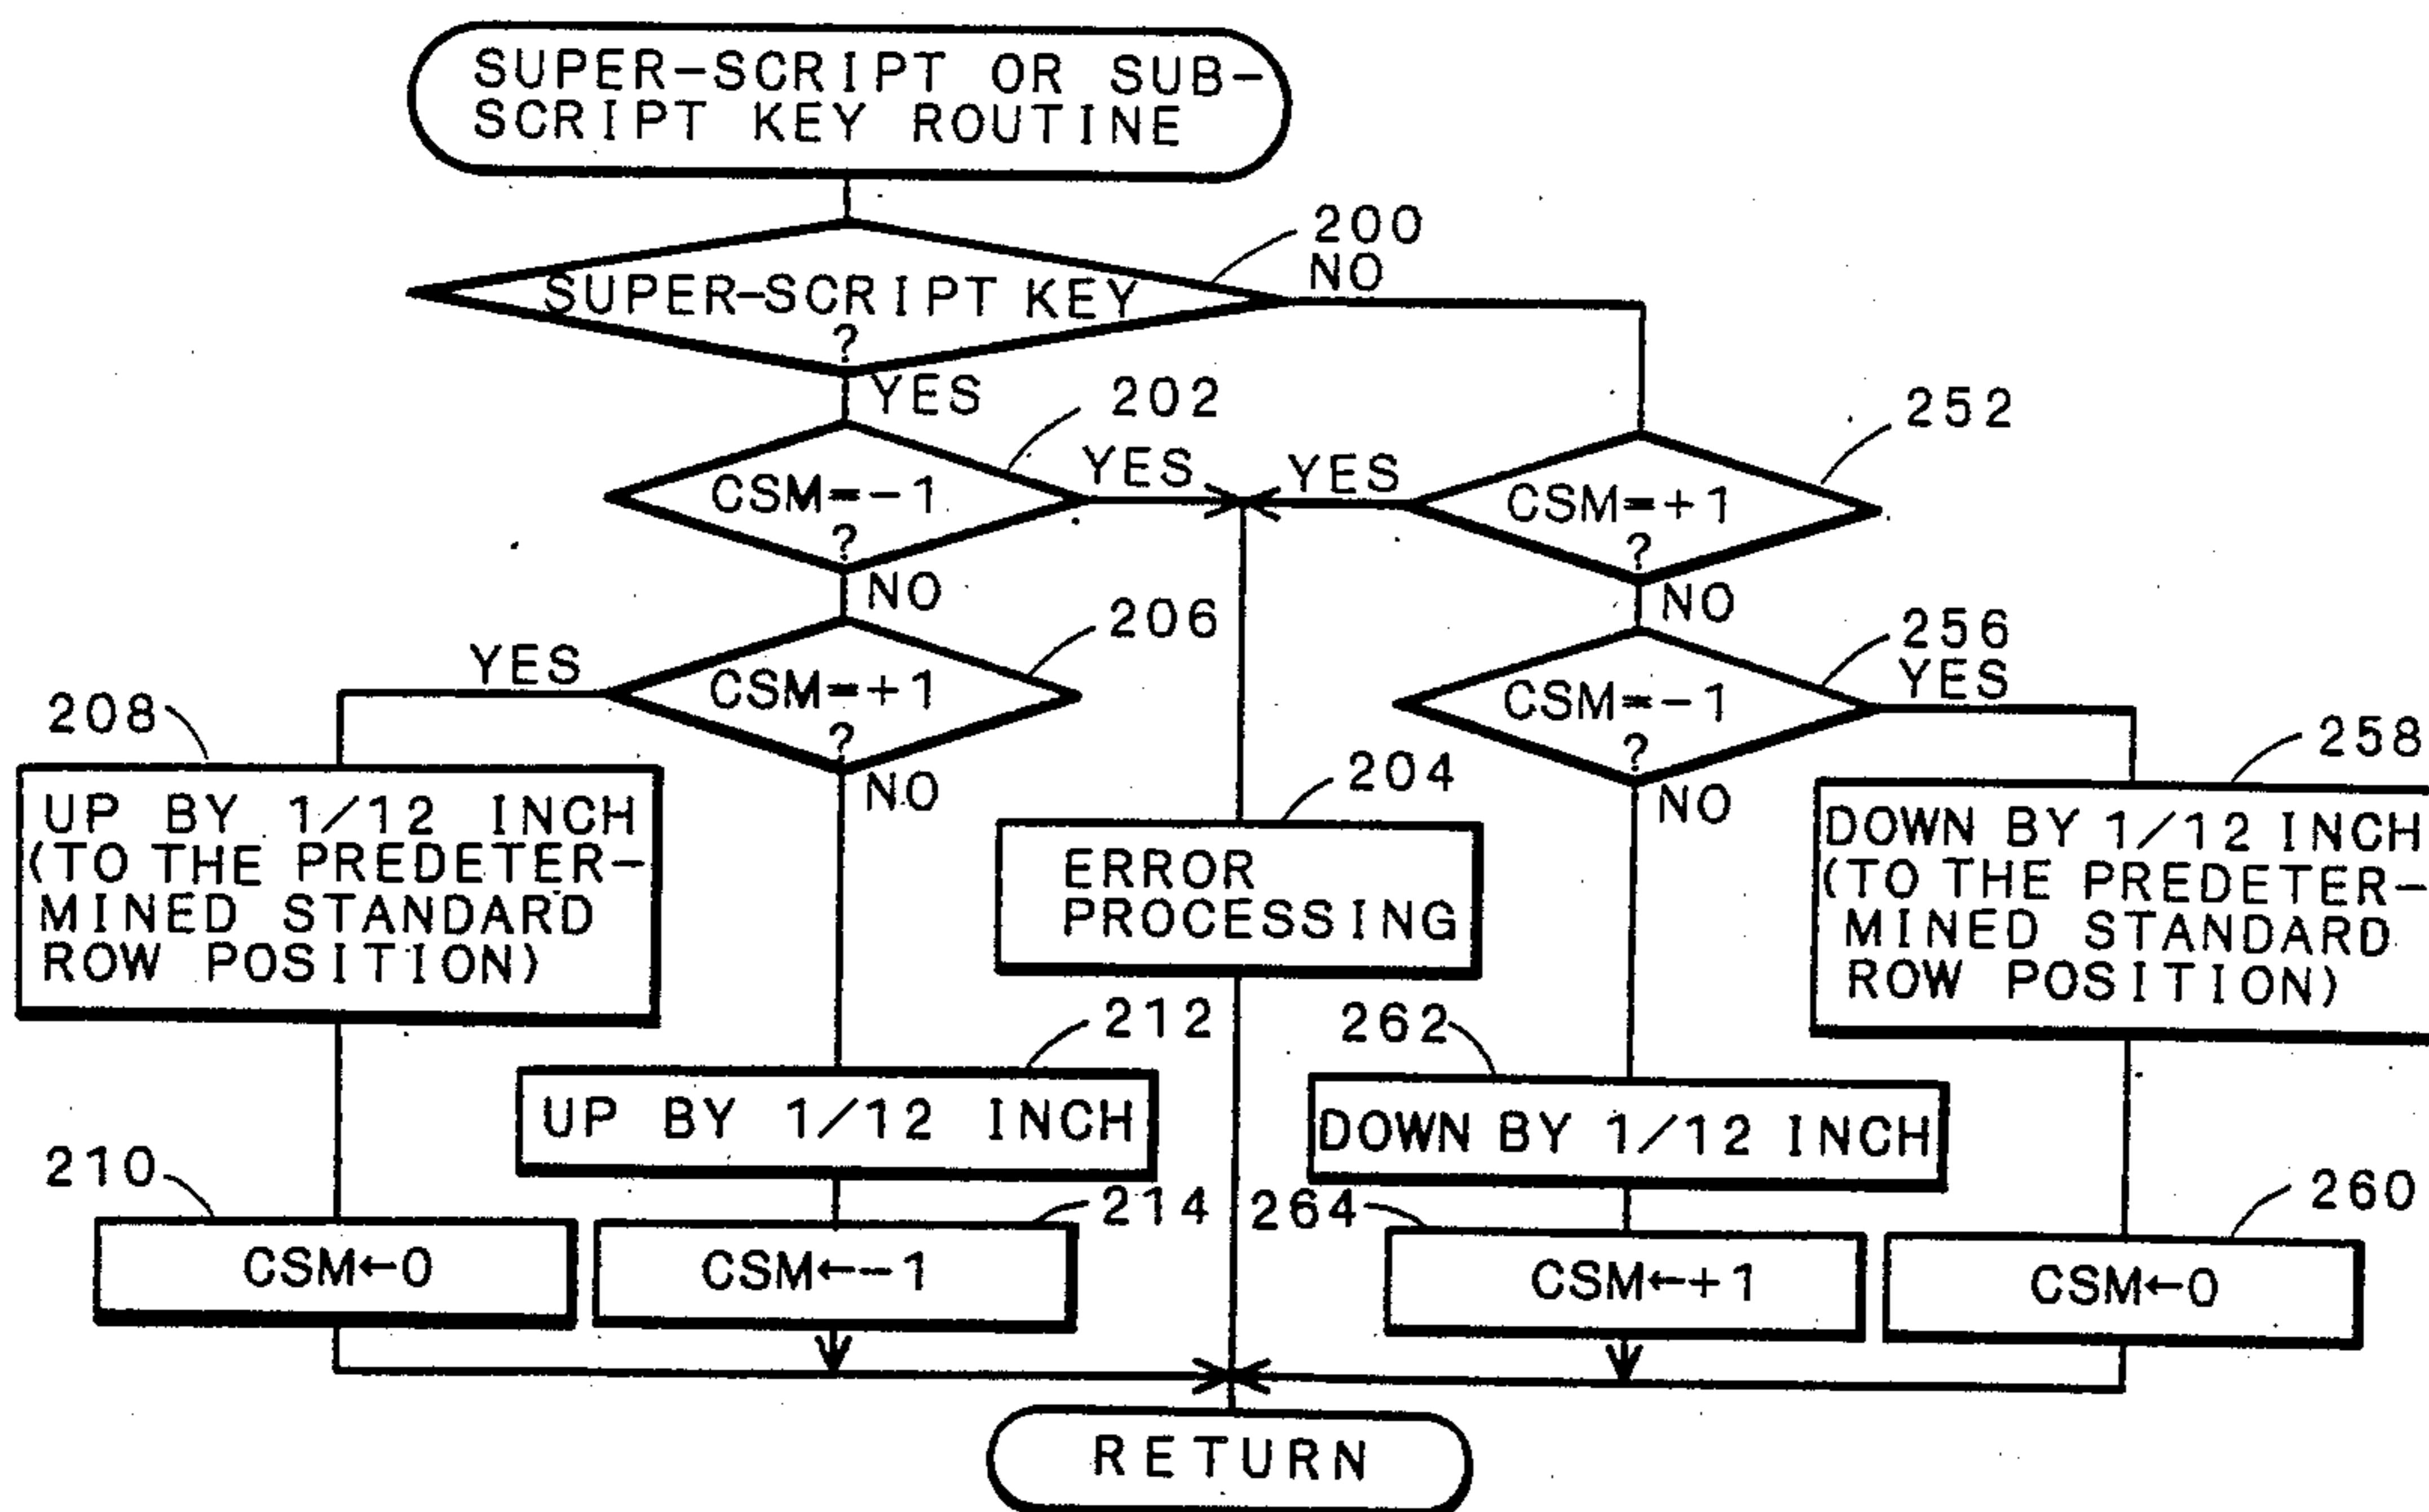 SUPER-SCRIPT OR SUB-
SCRIPT KEY ROUTINE
200
SUPER-SCRIPT KEY
?
NO
YES
202
CSM=-1
?
YES
NO
252
CSM=+1
?
YES
NO
206
CSM=+1
?
YES
NO
256
CSM=-1
?
YES
NO
208
UP BY 1/12 INCH
(TO THE PREDETER-
MINED STANDARD
ROW POSITION)
204
ERROR
PROCESSING
258
DOWN BY 1/12 INCH
(TO THE PREDETER-
MINED STANDARD
ROW POSITION)
212
UP BY 1/12 INCH
262
DOWN BY 1/12 INCH
210
CSM←0
214
CSM←-1
264
CSM←+1
260
CSM←0
RETURN